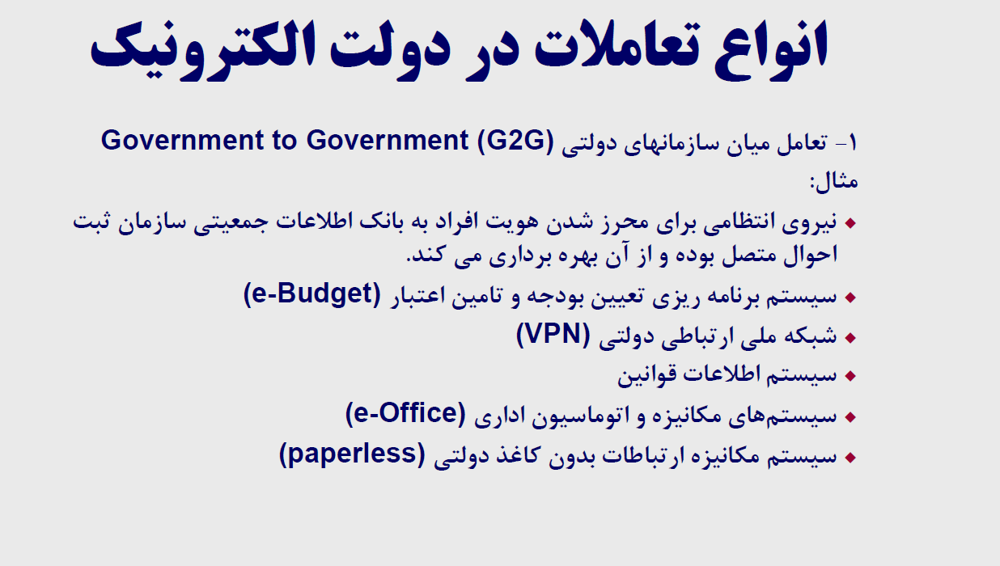 انواع تعاملات در دولت الکترونیک
۱- تعامل میان سازمانهای دولتی Government to Government (G2G)
مثال:
◆ نیروی انتظامی برای محرز شدن هویت افراد به بانک اطلاعات جمعیتی سازمان ثبت
احوال متصل بوده و از آن بهره برداری می کند.
◆ سیستم برنامه ریزی تعیین بودجه و تامین اعتبار (e-Budget)
◆ شبکه ملی ارتباطی دولتی (VPN)
◆ سیستم اطلاعات قوانین
◆ سیستم‌های مکانیزه و اتوماسیون اداری (e-Office)
◆ سیستم مکانیزه ارتباطات بدون کاغذ دولتی (paperless)